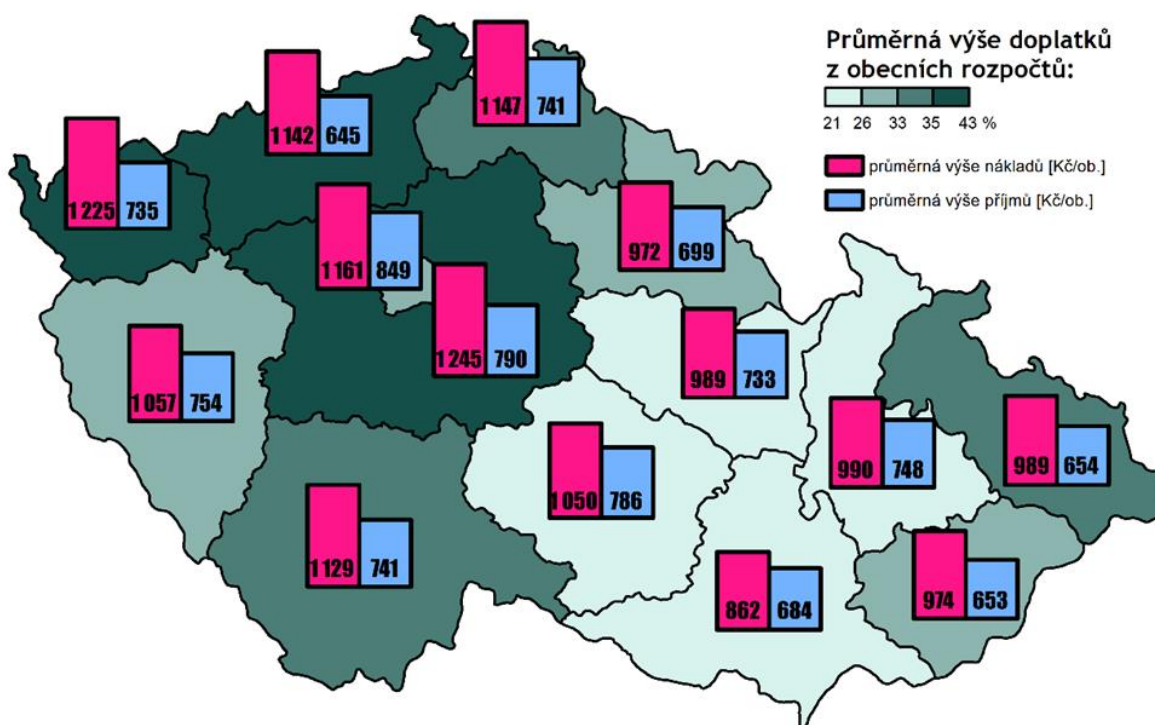 Průměrná výše doplatků
z obecních rozpočtů:
21 26 33 35 43 %
průměrná výše nákladů [Kč/ob.]
průměrná výše příjmů [Kč/ob.]
1 147 741
1 142 645
1 225 735
972 699
1 161 849
1 245 790
989 733
1 057 754
990 748
989 654
1 050 786
1 129 741
862 684
974 653